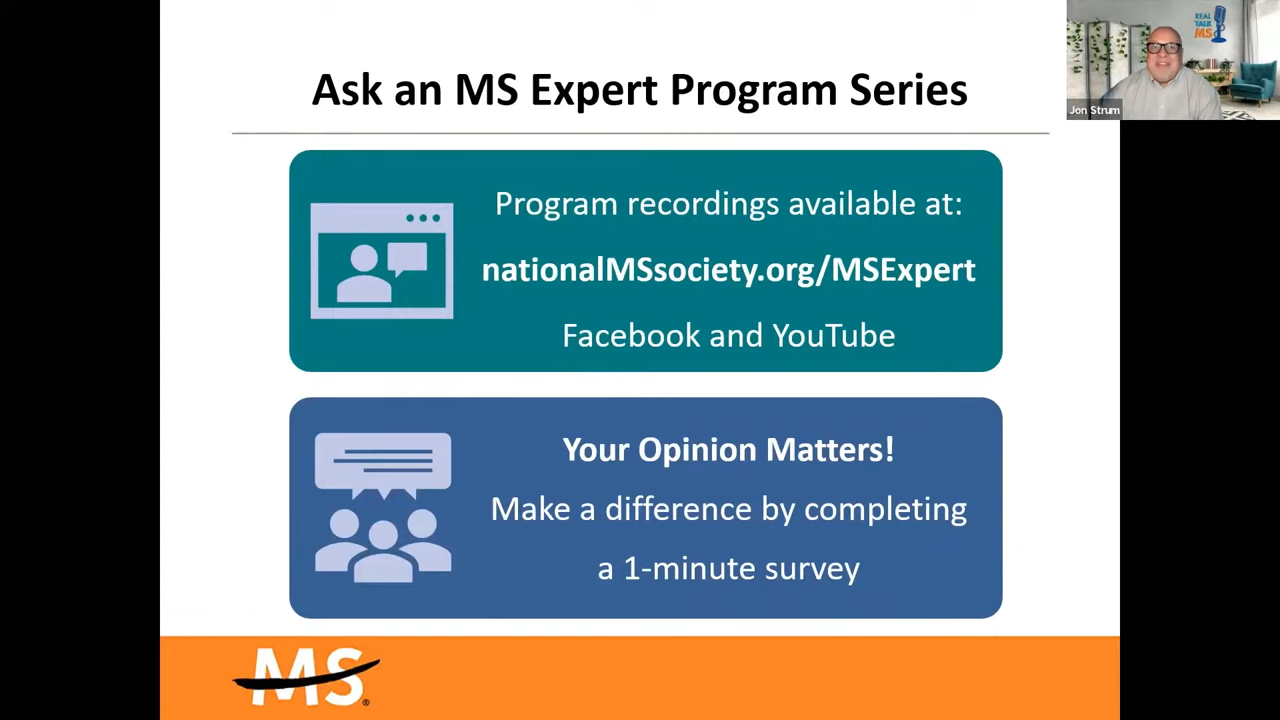 Ask an MS Expert Program Series
REAL
TALK
MS
Jon Strum
Program recordings available at:
nationalMSsociety.org/MSExpert
Facebook and YouTube
Your Opinion Matters!
Make a difference by completing
a 1-minute survey
MS®